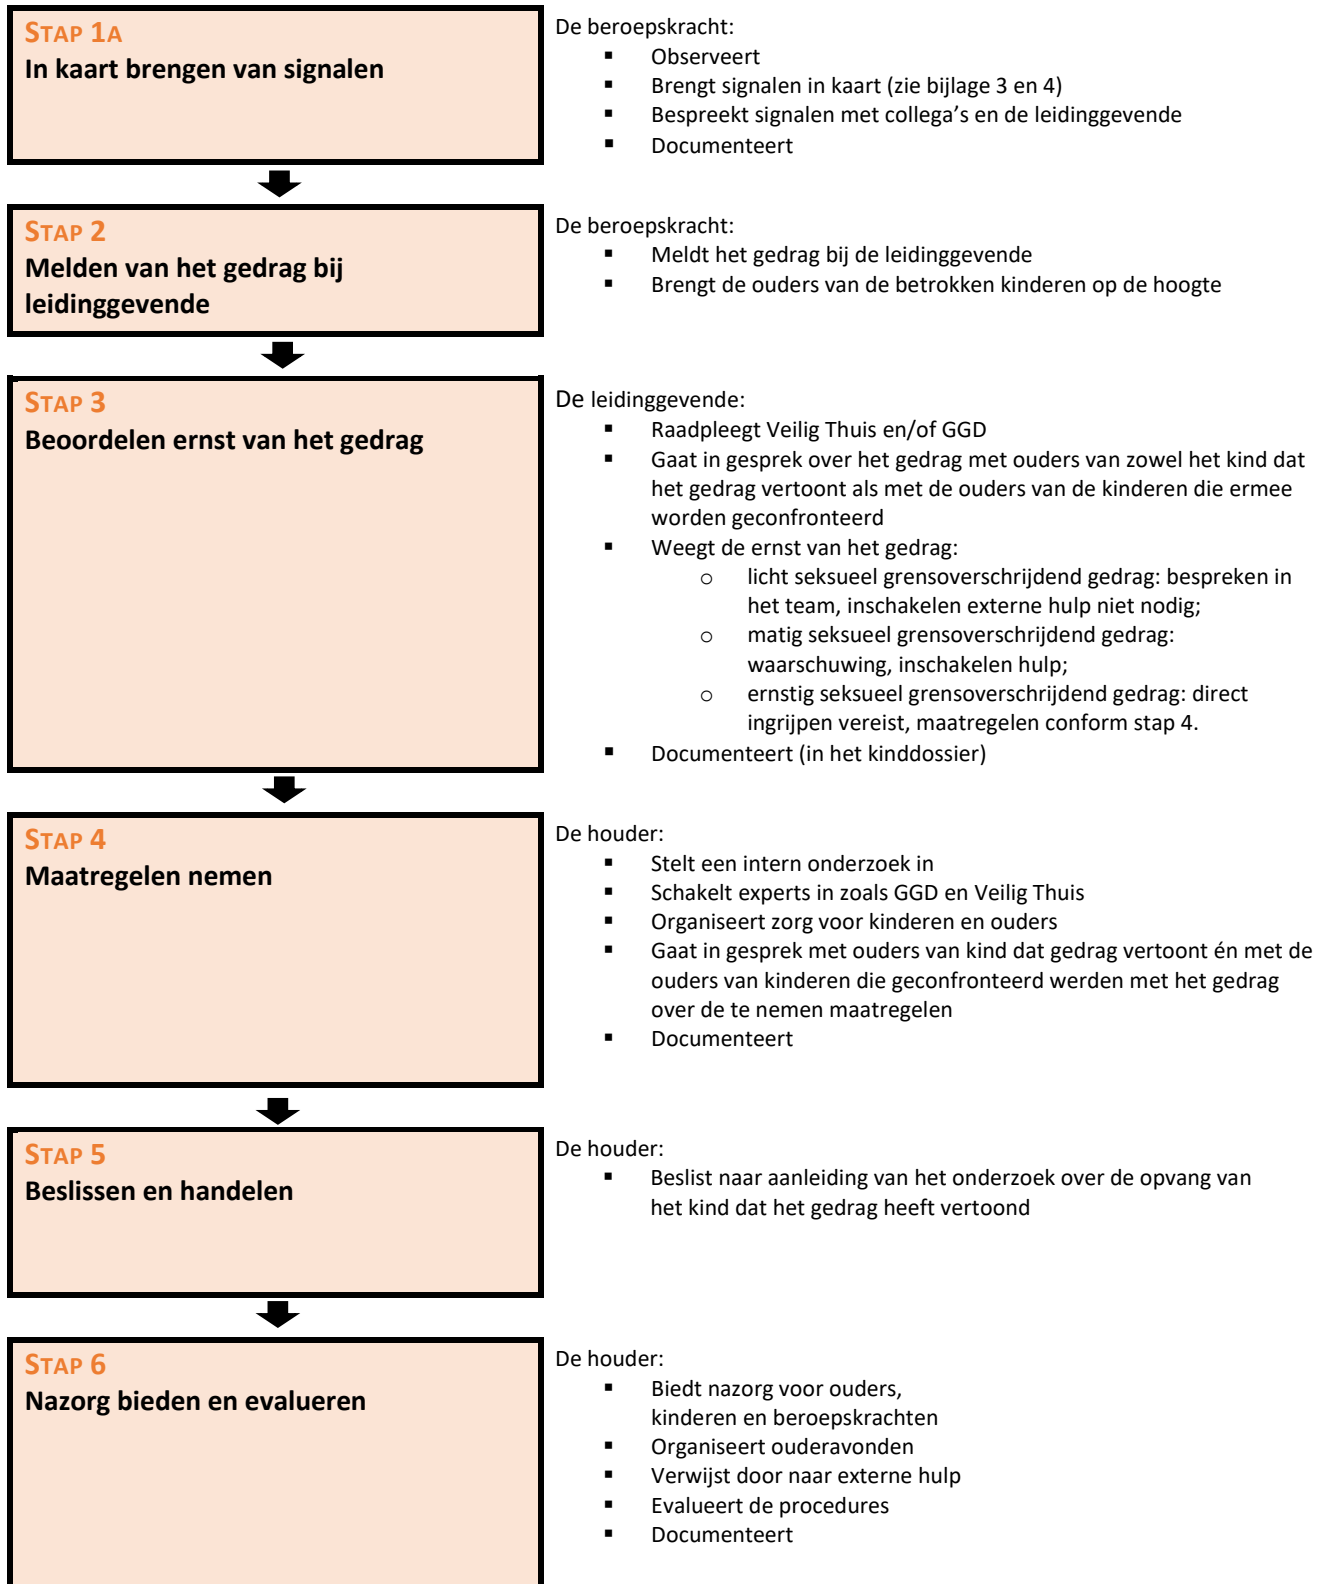 STAP 1A
In kaart brengen van signalen
De beroepskracht:
▪ Observeert
▪ Brengt signalen in kaart (zie bijlage 3 en 4)
▪ Bespreekt signalen met collega's en de leidinggevende
▪ Documenteert
STAP 2
Melden van het gedrag bij
leidinggevende
De beroepskracht:
▪ Meldt het gedrag bij de leidinggevende
▪ Brengt de ouders van de betrokken kinderen op de hoogte
STAP 3
Beoordelen ernst van het gedrag
De leidinggevende:
▪ Raadpleegt Veilig Thuis en/of GGD
▪ Gaat in gesprek over het gedrag met ouders van zowel het kind dat
het gedrag vertoont als met de ouders van de kinderen die ermee
worden geconfronteerd
▪ Weegt de ernst van het gedrag:
o licht seksueel grensoverschrijdend gedrag: bespreken in
het team, inschakelen externe hulp niet nodig;
o matig seksueel grensoverschrijdend gedrag:
waarschuwing, inschakelen hulp;
o ernstig seksueel grensoverschrijdend gedrag: direct
ingrijpen vereist, maatregelen conform stap 4.
▪ Documenteert (in het kinddossier)
STAP 4
Maatregelen nemen
De houder:
▪ Stelt een intern onderzoek in
▪ Schakelt experts in zoals GGD en Veilig Thuis
▪ Organiseert zorg voor kinderen en ouders
▪ Gaat in gesprek met ouders van kind dat gedrag vertoont én met de
ouders van kinderen die geconfronteerd werden met het gedrag
over de te nemen maatregelen
▪ Documenteert
STAP 5
Beslissen en handelen
De houder:
▪ Beslist naar aanleiding van het onderzoek over de opvang van
het kind dat het gedrag heeft vertoond
STAP 6
Nazorg bieden en evalueren
De houder:
▪ Biedt nazorg voor ouders,
kinderen en beroepskrachten
▪ Organiseert ouderavonden
▪ Verwijst door naar externe hulp
▪ Evalueert de procedures
▪ Documenteert